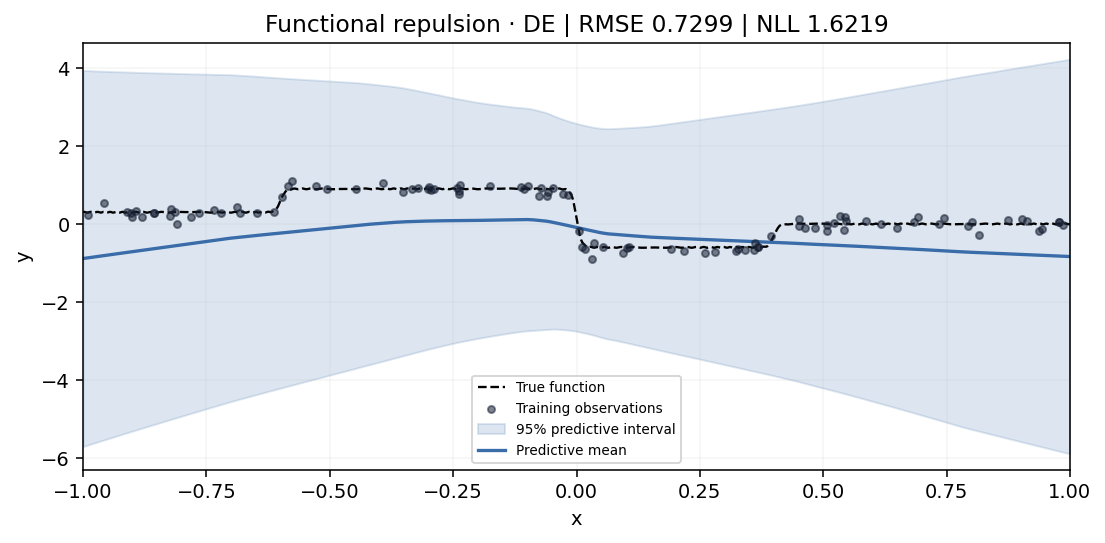 Functional repulsion · DE | RMSE 0.7299 | NLL 1.6219
4
2
0
−2
−4
−6
y
True function
Training observations
95% predictive interval
Predictive mean
−1.00 −0.75 −0.50 −0.25 0.00 0.25 0.50 0.75 1.00
x